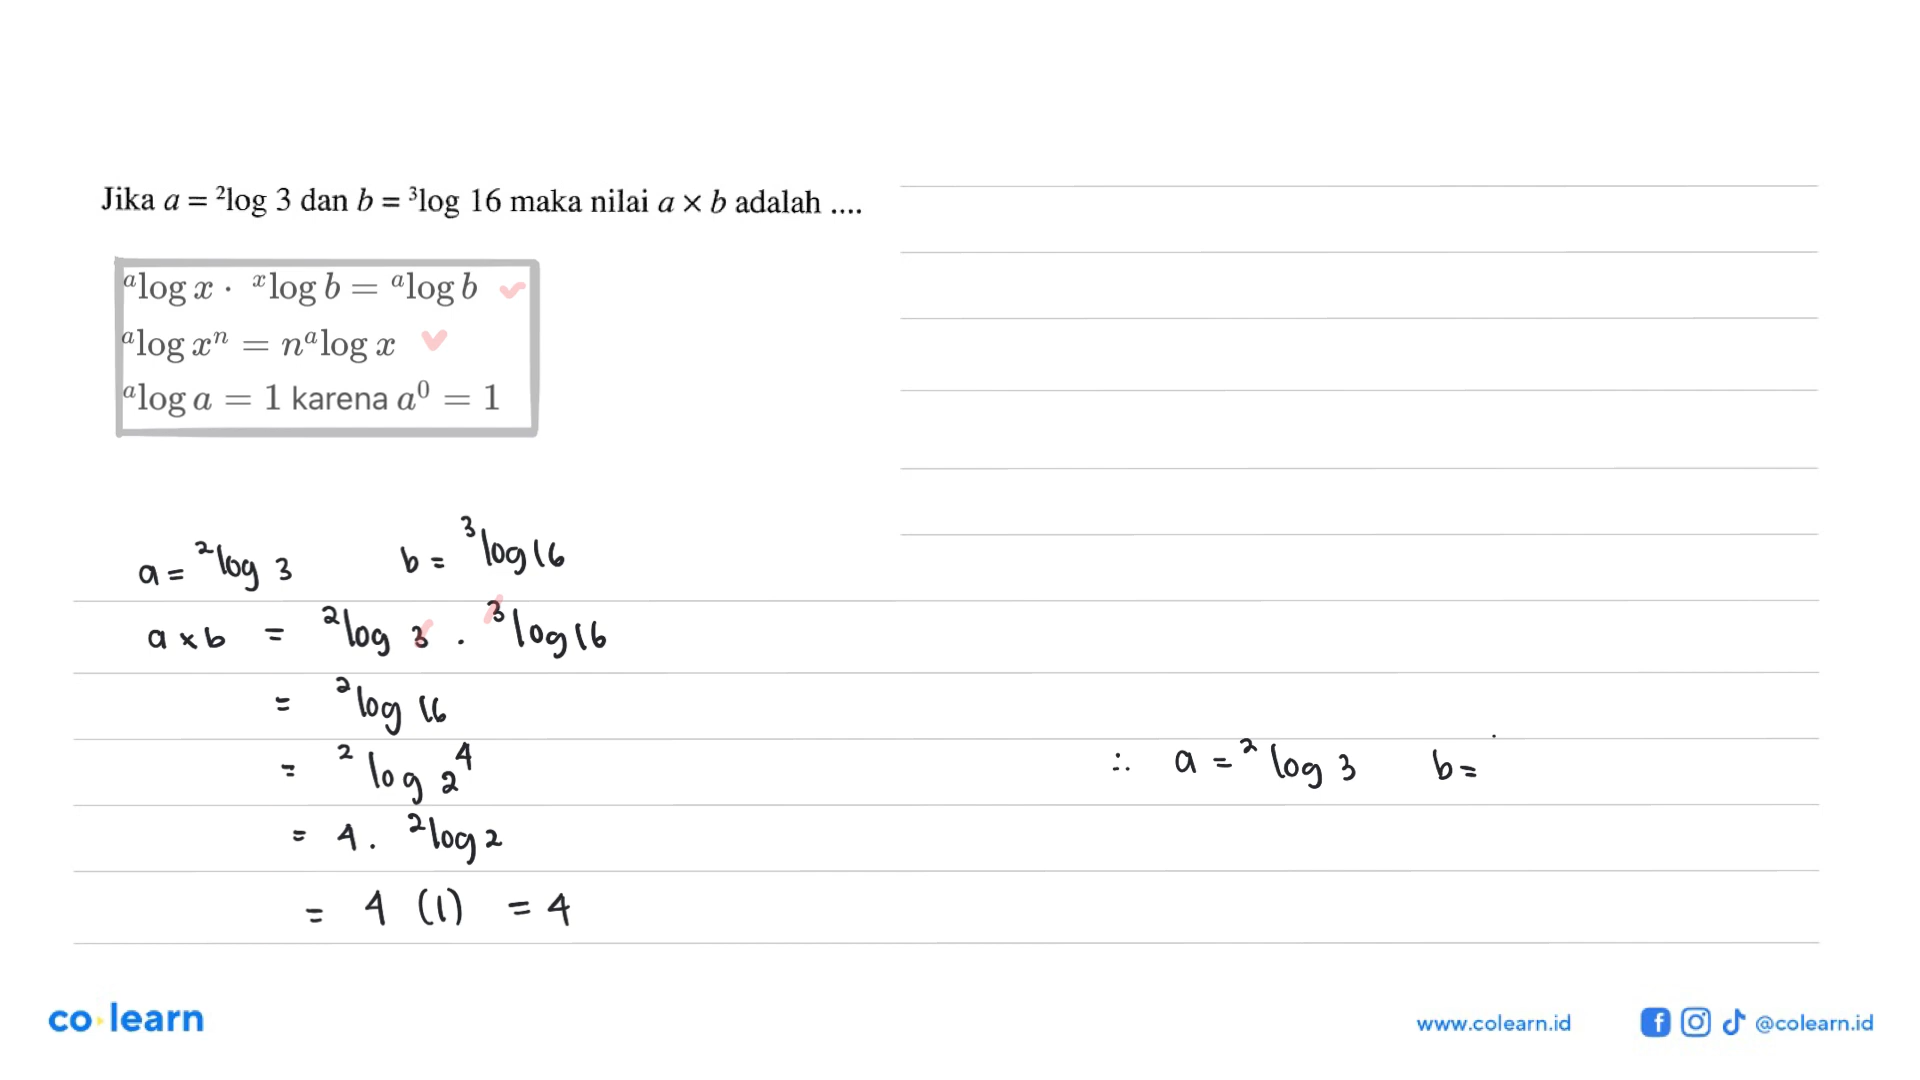 Jika a = ²log 3 dan b = ³log 16 maka nilai a × b adalah ....
ᵃlog x · ˣlog b = ᵃlog b
ᵃlog xⁿ = nᵃlog x
ᵃlog a = 1 karena a⁰ = 1
a = ²log 3 b = ³log 16
a × b = ²log 3 . ³log 16
= ²log 16
= ²log 2⁴
= 4 . ²log 2
= 4 (1) = 4
∴ a = ²log 3 b =
co learn
www.colearn.id
@colearn.id